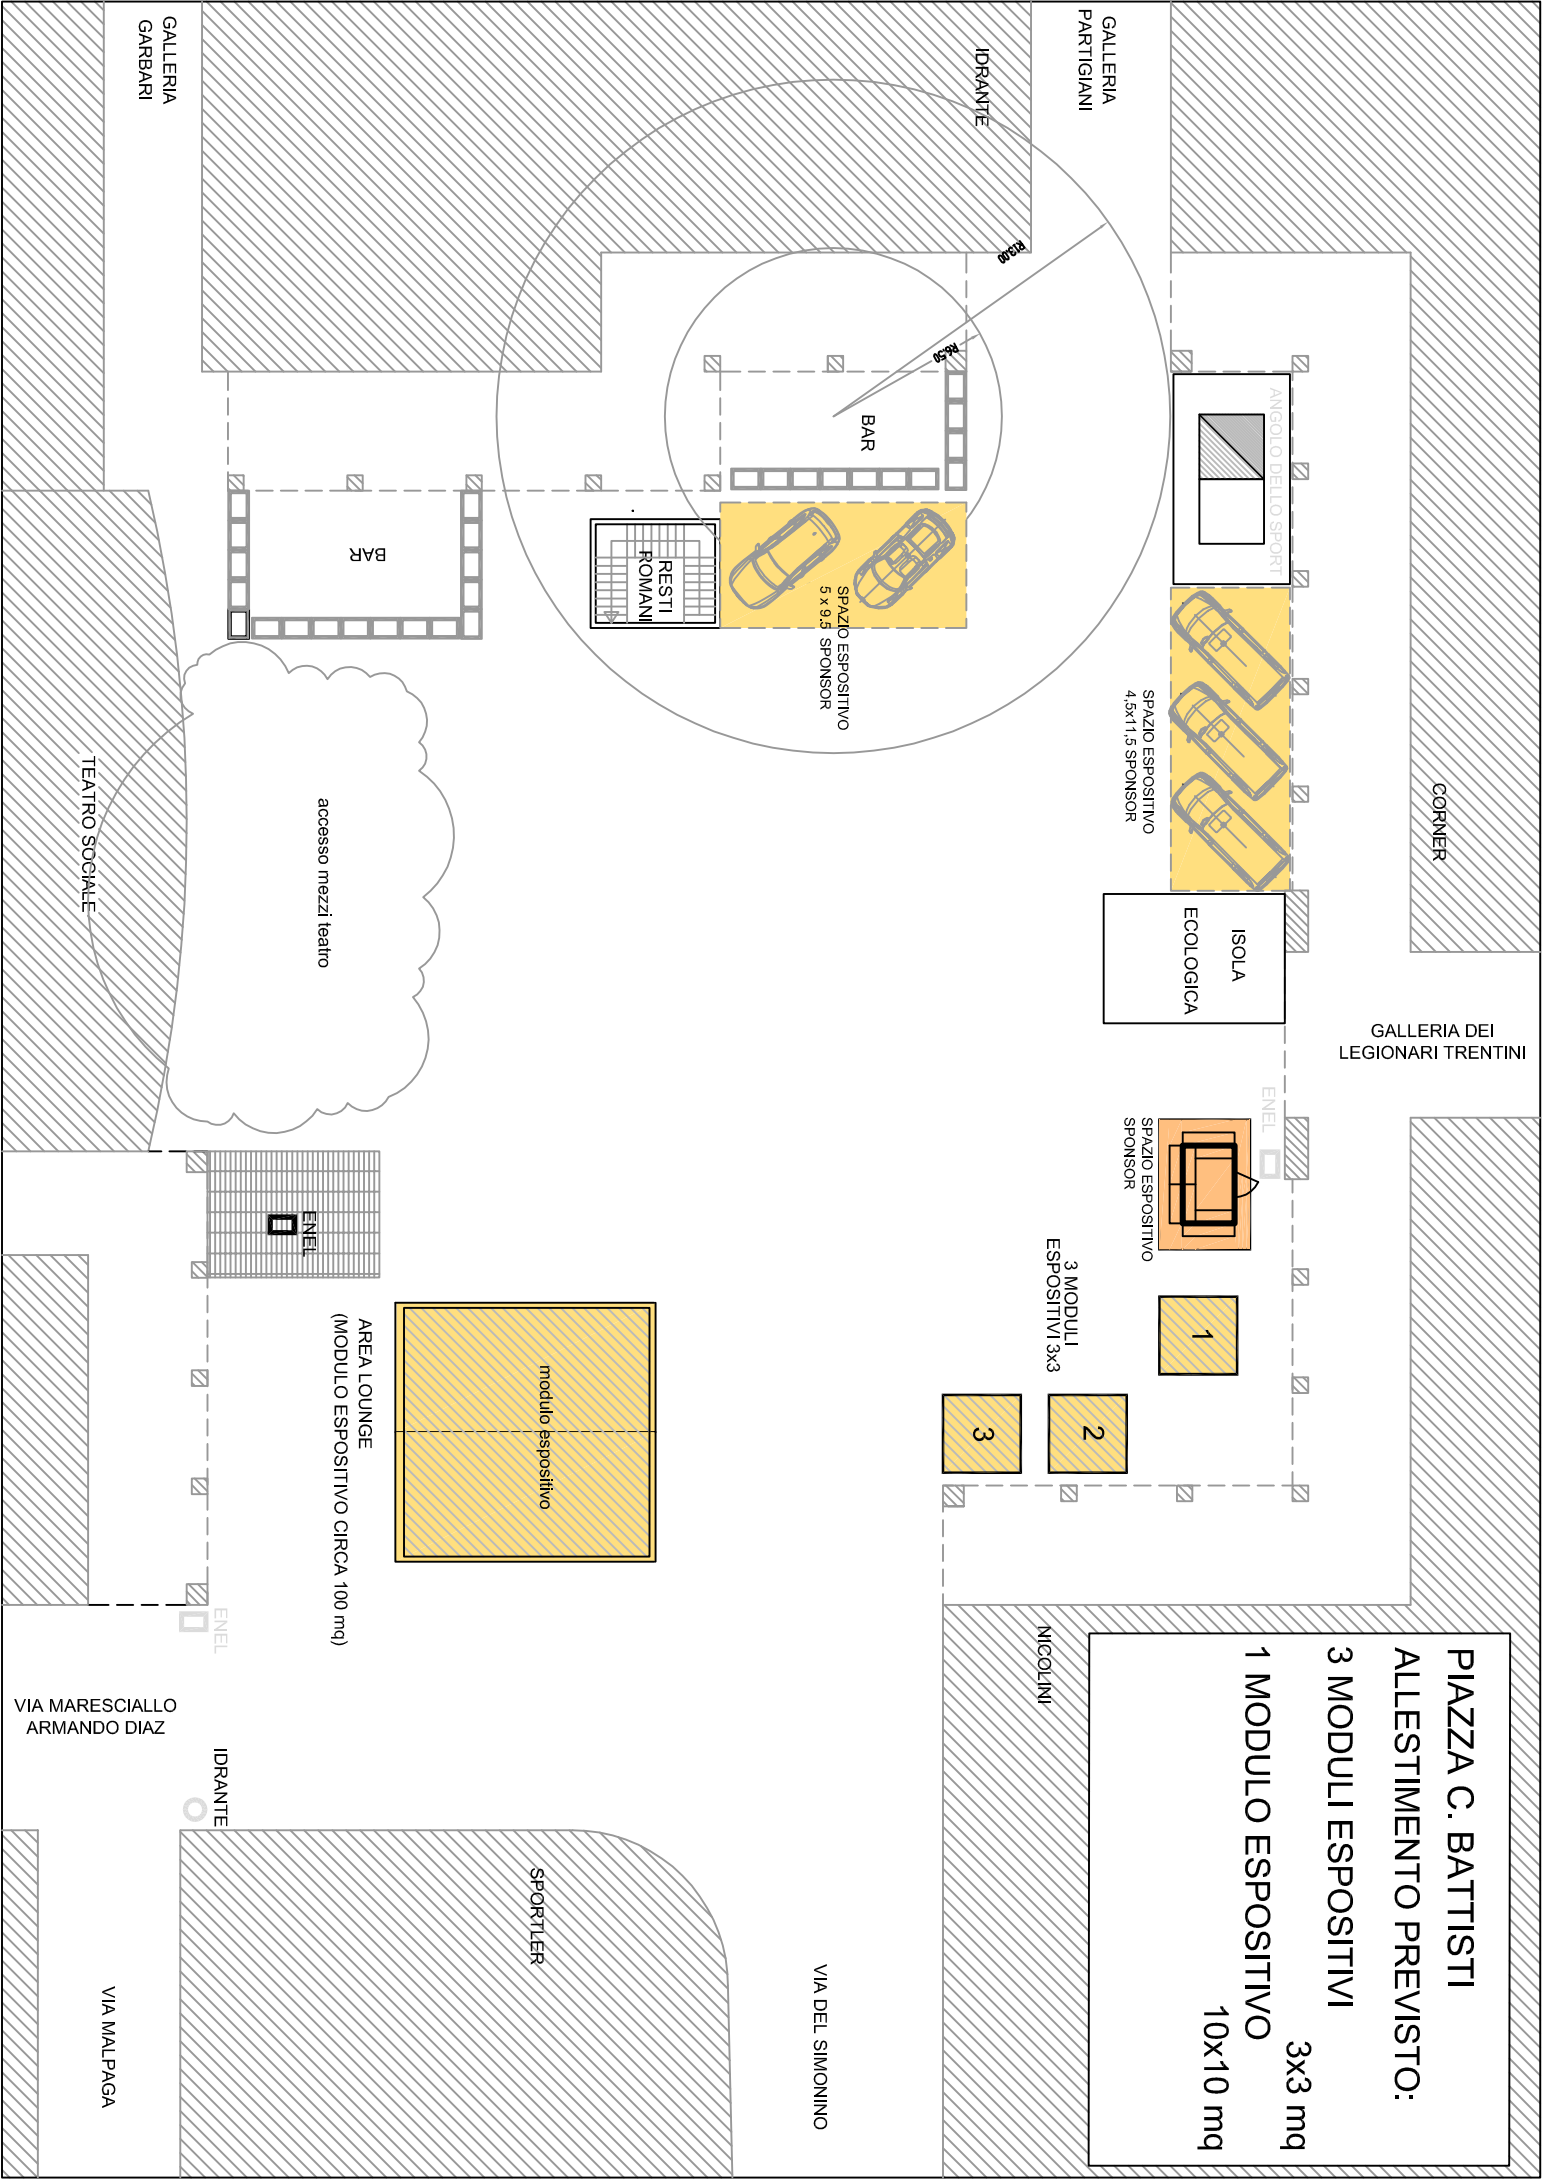 PIAZZA C. BATTISTI
ALLESTIMENTO PREVISTO:
3 MODULI ESPOSITIVI
3x3 mq
1 MODULO ESPOSITIVO
10x10 mq
GALLERIA
GARBARI
GALLERIA
PARTIGIANI
IDRANTE
R13,00
R6,50
BAR
BAR
RESTI
ROMANI
SPAZIO ESPOSITIVO
5 x 9.5 SPONSOR
ANGOLO DELLO SPORT
SPAZIO ESPOSITIVO
4,5x11,5 SPONSOR
CORNER
ISOLA
ECOLOGICA
GALLERIA DEI
LEGIONARI TRENTINI
ENEL
SPAZIO ESPOSITIVO
SPONSOR
3 MODULI
ESPOSITIVI 3x3
1
2
3
TEATRO SOCIALE
accesso mezzi teatro
ENEL
AREA LOUNGE
(MODULO ESPOSITIVO CIRCA 100 mq)
modulo espositivo
ENEL
NICOLINI
VIA MARESCIALLO
ARMANDO DIAZ
IDRANTE
SPORTLER
VIA DEL SIMONINO
VIA MALPAGA